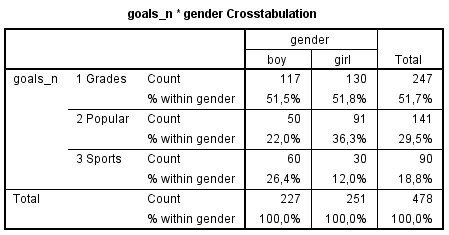 goals_n * gender Crosstabulation
gender
boy girl Total
goals_n 1 Grades Count 117 130 247
% within gender 51,5% 51,8% 51,7%
2 Popular Count 50 91 141
% within gender 22,0% 36,3% 29,5%
3 Sports Count 60 30 90
% within gender 26,4% 12,0% 18,8%
Total Count 227 251 478
% within gender 100,0% 100,0% 100,0%